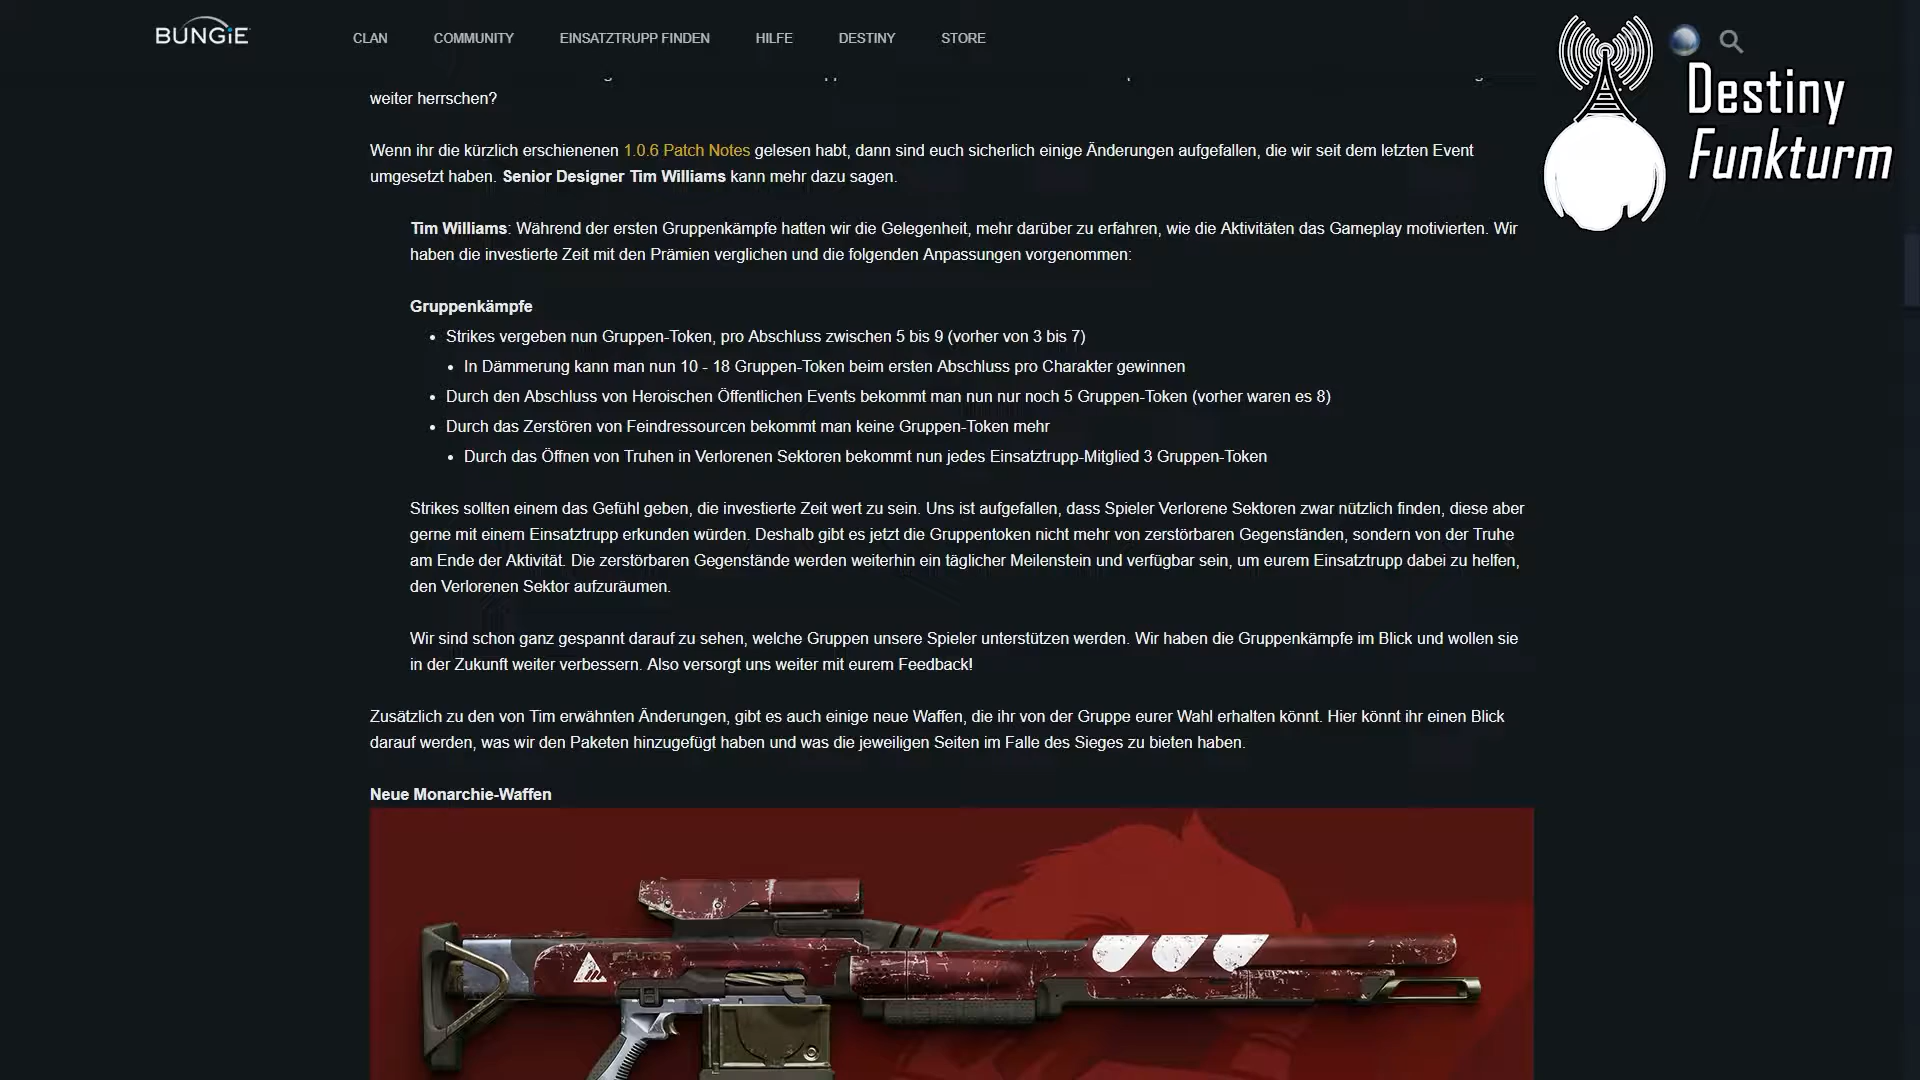 BUNGiE
CLAN
COMMUNITY
EINSATZTRUPP FINDEN
HILFE
DESTINY
STORE
Destiny
Funkturm
weiter herrschen?
Wenn ihr die kürzlich erschienenen 1.0.6 Patch Notes gelesen habt, dann sind euch sicherlich einige Änderungen aufgefallen, die wir seit dem letzten Event
umgesetzt haben. Senior Designer Tim Williams kann mehr dazu sagen.
Tim Williams: Während der ersten Gruppenkämpfe hatten wir die Gelegenheit, mehr darüber zu erfahren, wie die Aktivitäten das Gameplay motivierten. Wir
haben die investierte Zeit mit den Prämien verglichen und die folgenden Anpassungen vorgenommen:
Gruppenkämpfe
• Strikes vergeben nun Gruppen-Token, pro Abschluss zwischen 5 bis 9 (vorher von 3 bis 7)
• In Dämmerung kann man nun 10 - 18 Gruppen-Token beim ersten Abschluss pro Charakter gewinnen
• Durch den Abschluss von Heroischen Öffentlichen Events bekommt man nun nur noch 5 Gruppen-Token (vorher waren es 8)
• Durch das Zerstören von Feindressourcen bekommt man keine Gruppen-Token mehr
• Durch das Öffnen von Truhen in Verlorenen Sektoren bekommt nun jedes Einsatztrupp-Mitglied 3 Gruppen-Token
Strikes sollten einem das Gefühl geben, die investierte Zeit wert zu sein. Uns ist aufgefallen, dass Spieler Verlorene Sektoren zwar nützlich finden, diese aber
gerne mit einem Einsatztrupp erkunden würden. Deshalb gibt es jetzt die Gruppentoken nicht mehr von zerstörbaren Gegenständen, sondern von der Truhe
am Ende der Aktivität. Die zerstörbaren Gegenstände werden weiterhin ein täglicher Meilenstein und verfügbar sein, um eurem Einsatztrupp dabei zu helfen,
den Verlorenen Sektor aufzuräumen.
Wir sind schon ganz gespannt darauf zu sehen, welche Gruppen unsere Spieler unterstützen werden. Wir haben die Gruppenkämpfe im Blick und wollen sie
in der Zukunft weiter verbessern. Also versorgt uns weiter mit eurem Feedback!
Zusätzlich zu den von Tim erwähnten Änderungen, gibt es auch einige neue Waffen, die ihr von der Gruppe eurer Wahl erhalten könnt. Hier könnt ihr einen Blick
darauf werden, was wir den Paketen hinzugefügt haben und was die jeweiligen Seiten im Falle des Sieges zu bieten haben.
Neue Monarchie-Waffen